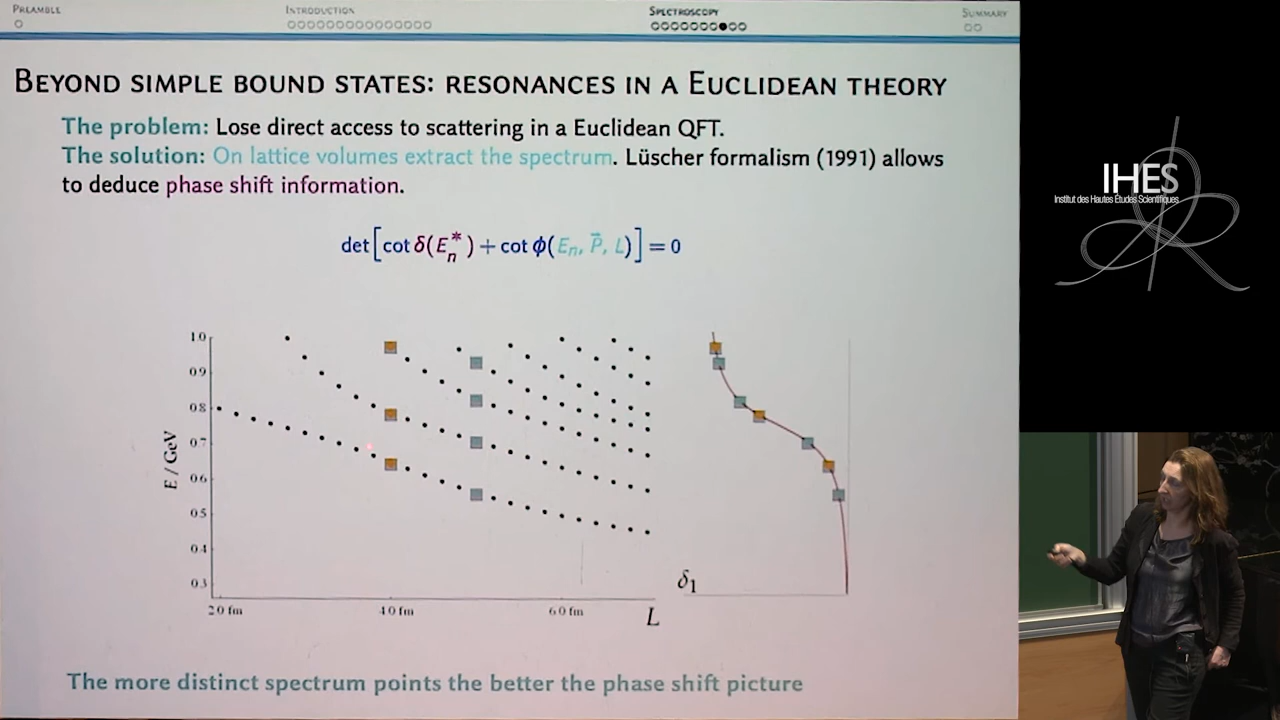 PREAMBLE
INTRODUCTION
SPECTROSCOPY
SUMMARY
BEYOND SIMPLE BOUND STATES: RESONANCES IN A EUCLIDEAN THEORY
The problem: Lose direct access to scattering in a Euclidean QFT.
The solution: On lattice volumes extract the spectrum. Lüscher formalism (1991) allows
to deduce phase shift information.
det[cot δ(E*n) + cot ϕ(En, P⃗, L)] = 0
1.0
0.9
0.8
0.7
0.6
0.5
0.4
0.3
E / GeV
2.0 fm
4.0 fm
6.0 fm
L
δ1
The more distinct spectrum points the better the phase shift picture
IHES
Institut des Hautes Études Scientifiques